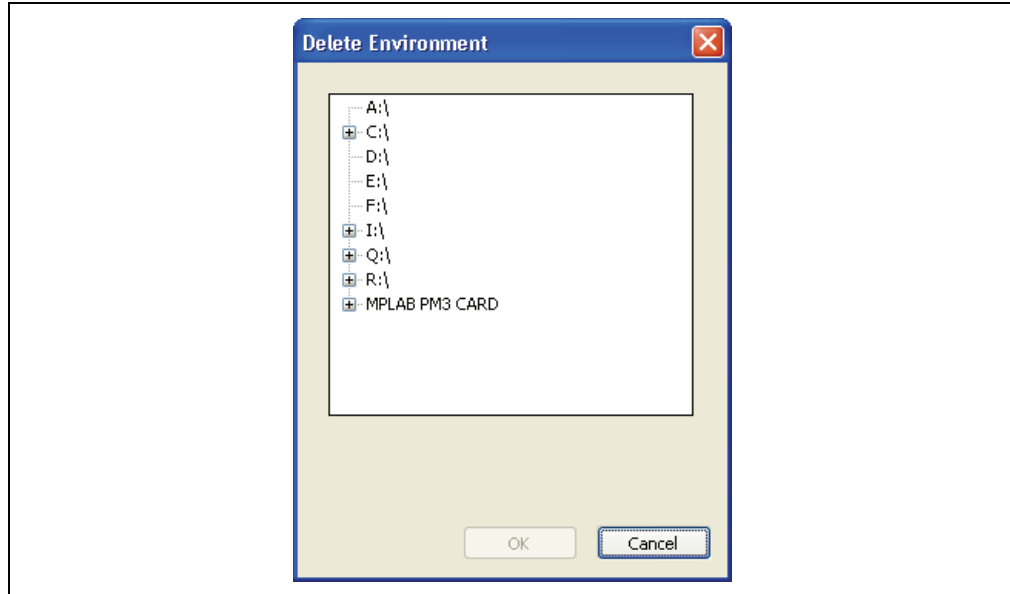 Delete Environment
A:\
C:\
D:\
E:\
F:\
I:\
Q:\
R:\
MPLAB PM3 CARD
OK
Cancel